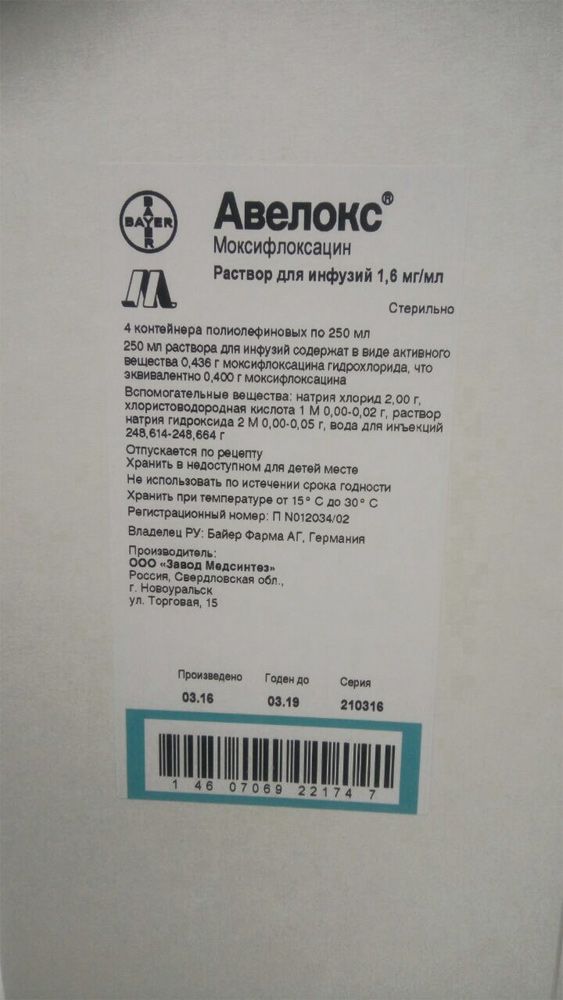 BAYER
BAYER
Авелокс®
Моксифлоксацин
Раствор для инфузий 1,6 мг/мл
Стерильно
4 контейнера полиолефиновых по 250 мл
250 мл раствора для инфузий содержат в виде активного
вещества 0,436 г моксифлоксацина гидрохлорида, что
эквивалентно 0,400 г моксифлоксацина
Вспомогательные вещества: натрия хлорид 2,00 г,
хлористоводородная кислота 1 М 0,00-0,02 г, раствор
натрия гидроксида 2 М 0,00-0,05 г, вода для инъекций
248,614-248,664 г
Отпускается по рецепту
Хранить в недоступном для детей месте
Не использовать по истечении срока годности
Хранить при температуре от 15° С до 30° С
Регистрационный номер: П N012034/02
Владелец РУ: Байер Фарма АГ, Германия
Производитель:
ООО «Завод Медсинтез»
Россия, Свердловская обл.,
г. Новоуральск
ул. Торговая, 15
Произведено Годен до Серия
03.16 03.19 210316
1 46 07069 22174 7